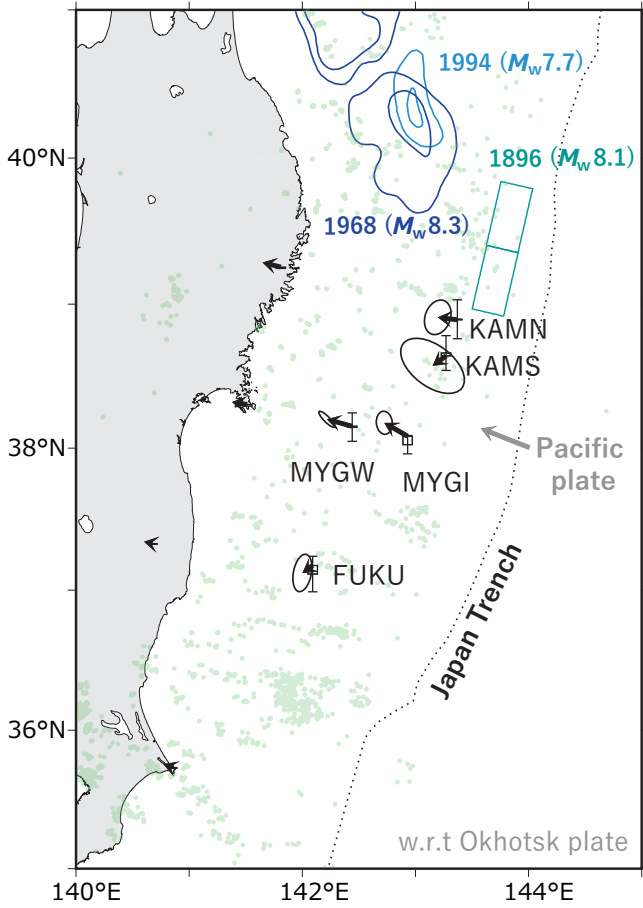 1994 (Mw7.7)
40°N
1896 (Mw8.1)
1968 (Mw8.3)
KAMN
KAMS
38°N
Pacific
plate
MYGW
MYGI
FUKU
Japan Trench
36°N
w.r.t Okhotsk plate
140°E
142°E
144°E